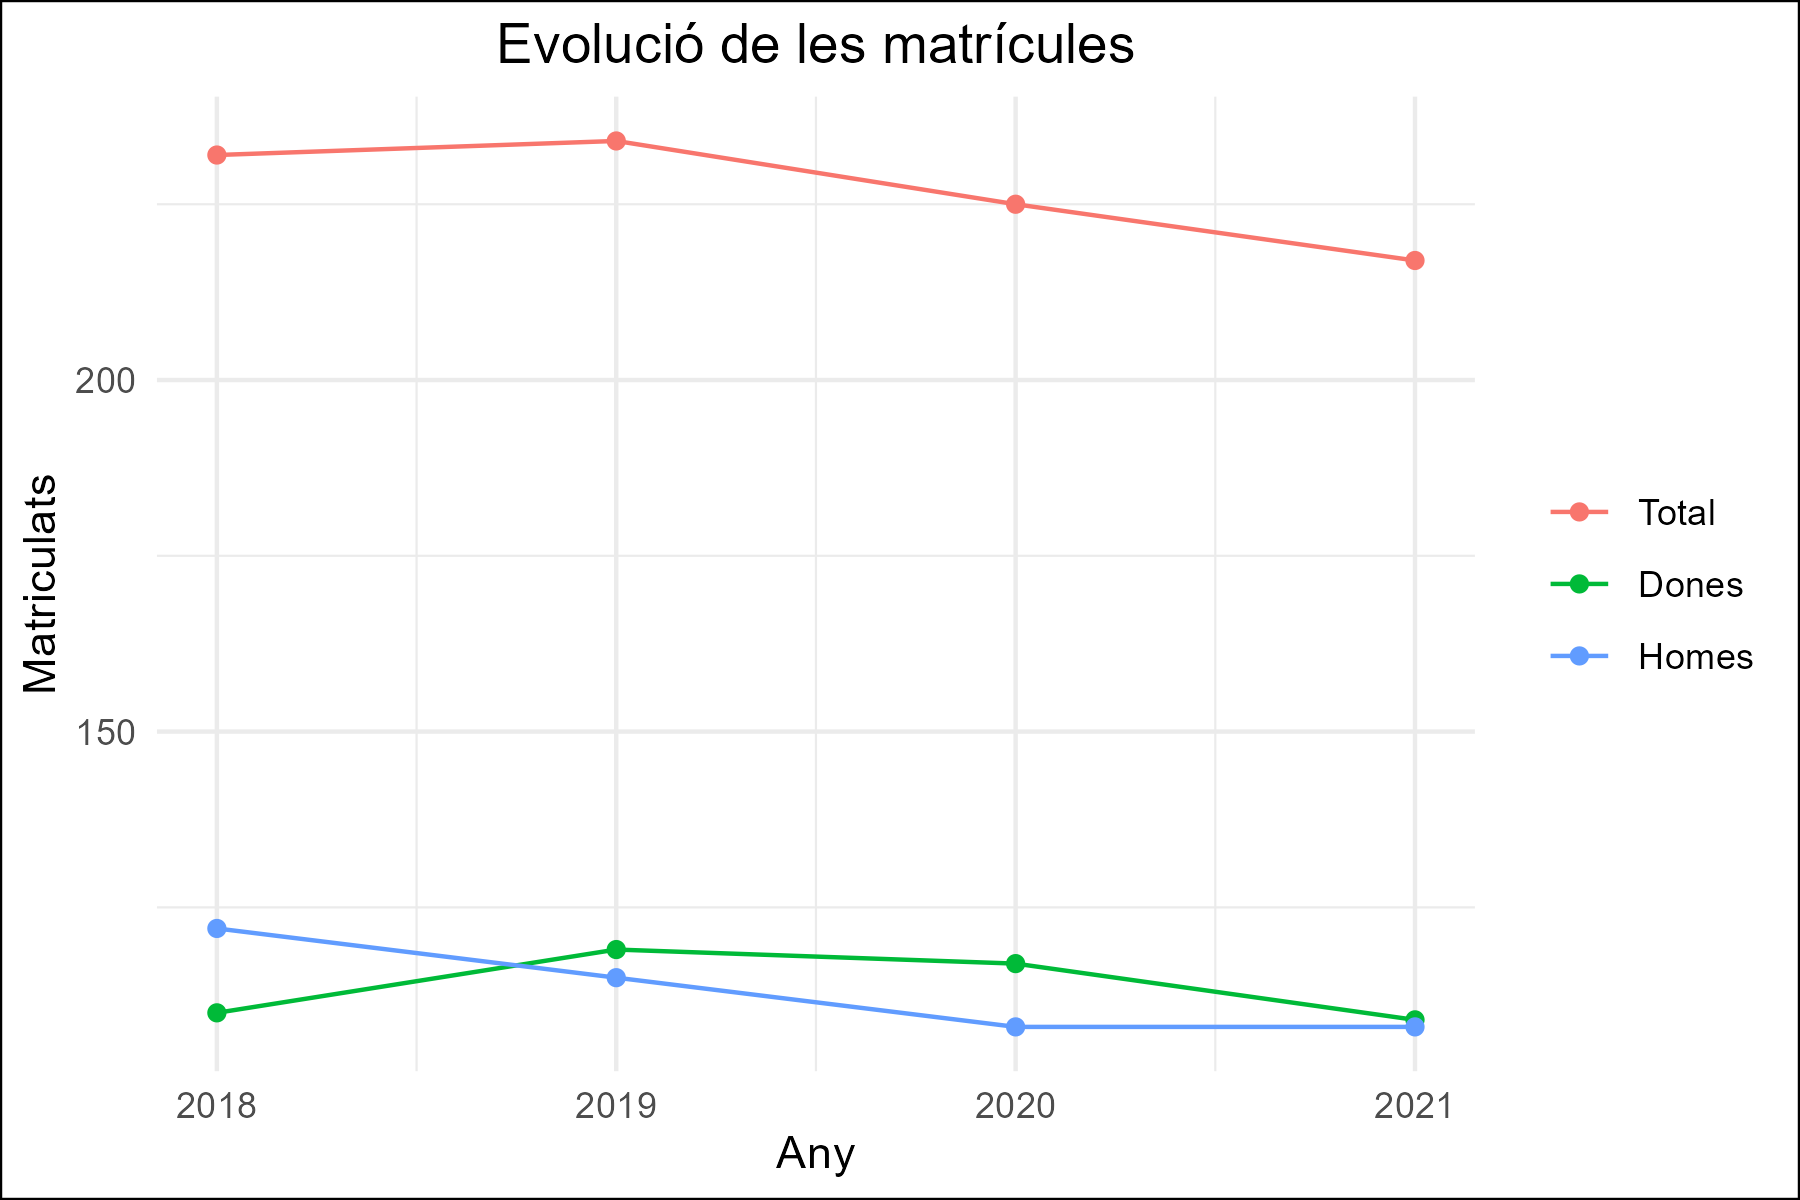 Evolució de les matrícules
Matriculats
200
150
2018
2019
2020
2021
Any
Total
Dones
Homes